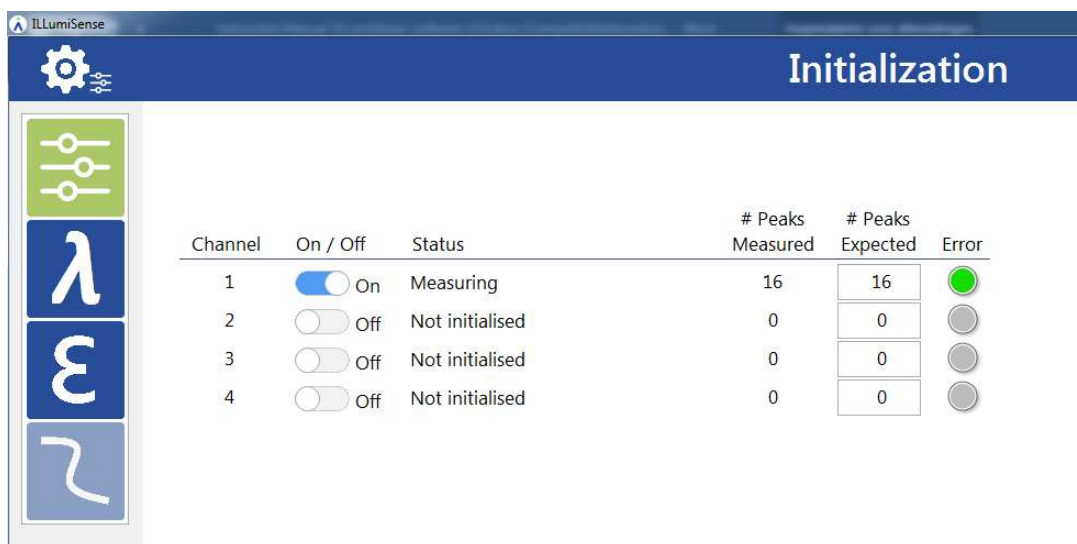 ILLumiSense
Initialization
λ
ε
# Peaks # Peaks
Channel On / Off Status Measured Expected Error
1 On Measuring 16 16
2 Off Not initialised 0 0
3 Off Not initialised 0 0
4 Off Not initialised 0 0